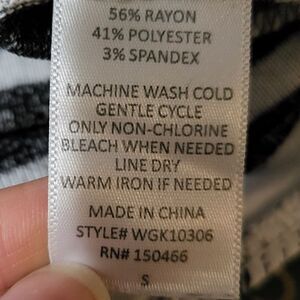 56% RAYON
41% POLYESTER
3% SPANDEX
MACHINE WASH COLD
GENTLE CYCLE
ONLY NON-CHLORINE
BLEACH WHEN NEEDED
LINE DRY
WARM IRON IF NEEDED
MADE IN CHINA
STYLE# WGK10306
RN# 150466
S